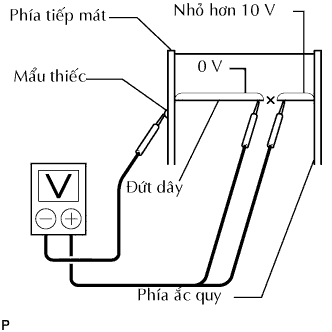 Phía tiếp mát
Nhỏ hơn 10 V
Mẩu thiếc
0 V
Đứt dây
V
Phía ắc quy
P